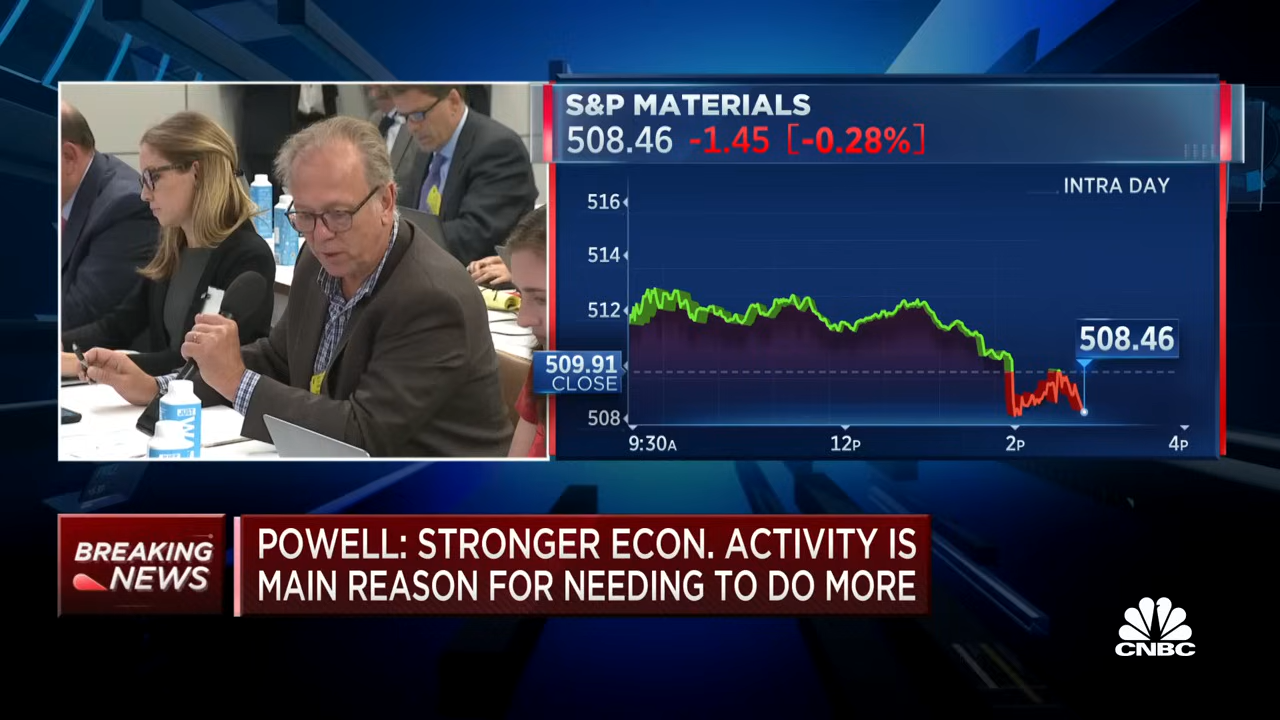 S&P MATERIALS
508.46 -1.45 [-0.28%]
INTRA DAY
516
514
512
508.46
509.91
CLOSE
508
9:30A
12P
2P
4P
JUST
WAT
BREAKING
NEWS
POWELL: STRONGER ECON. ACTIVITY IS
MAIN REASON FOR NEEDING TO DO MORE
CNBC